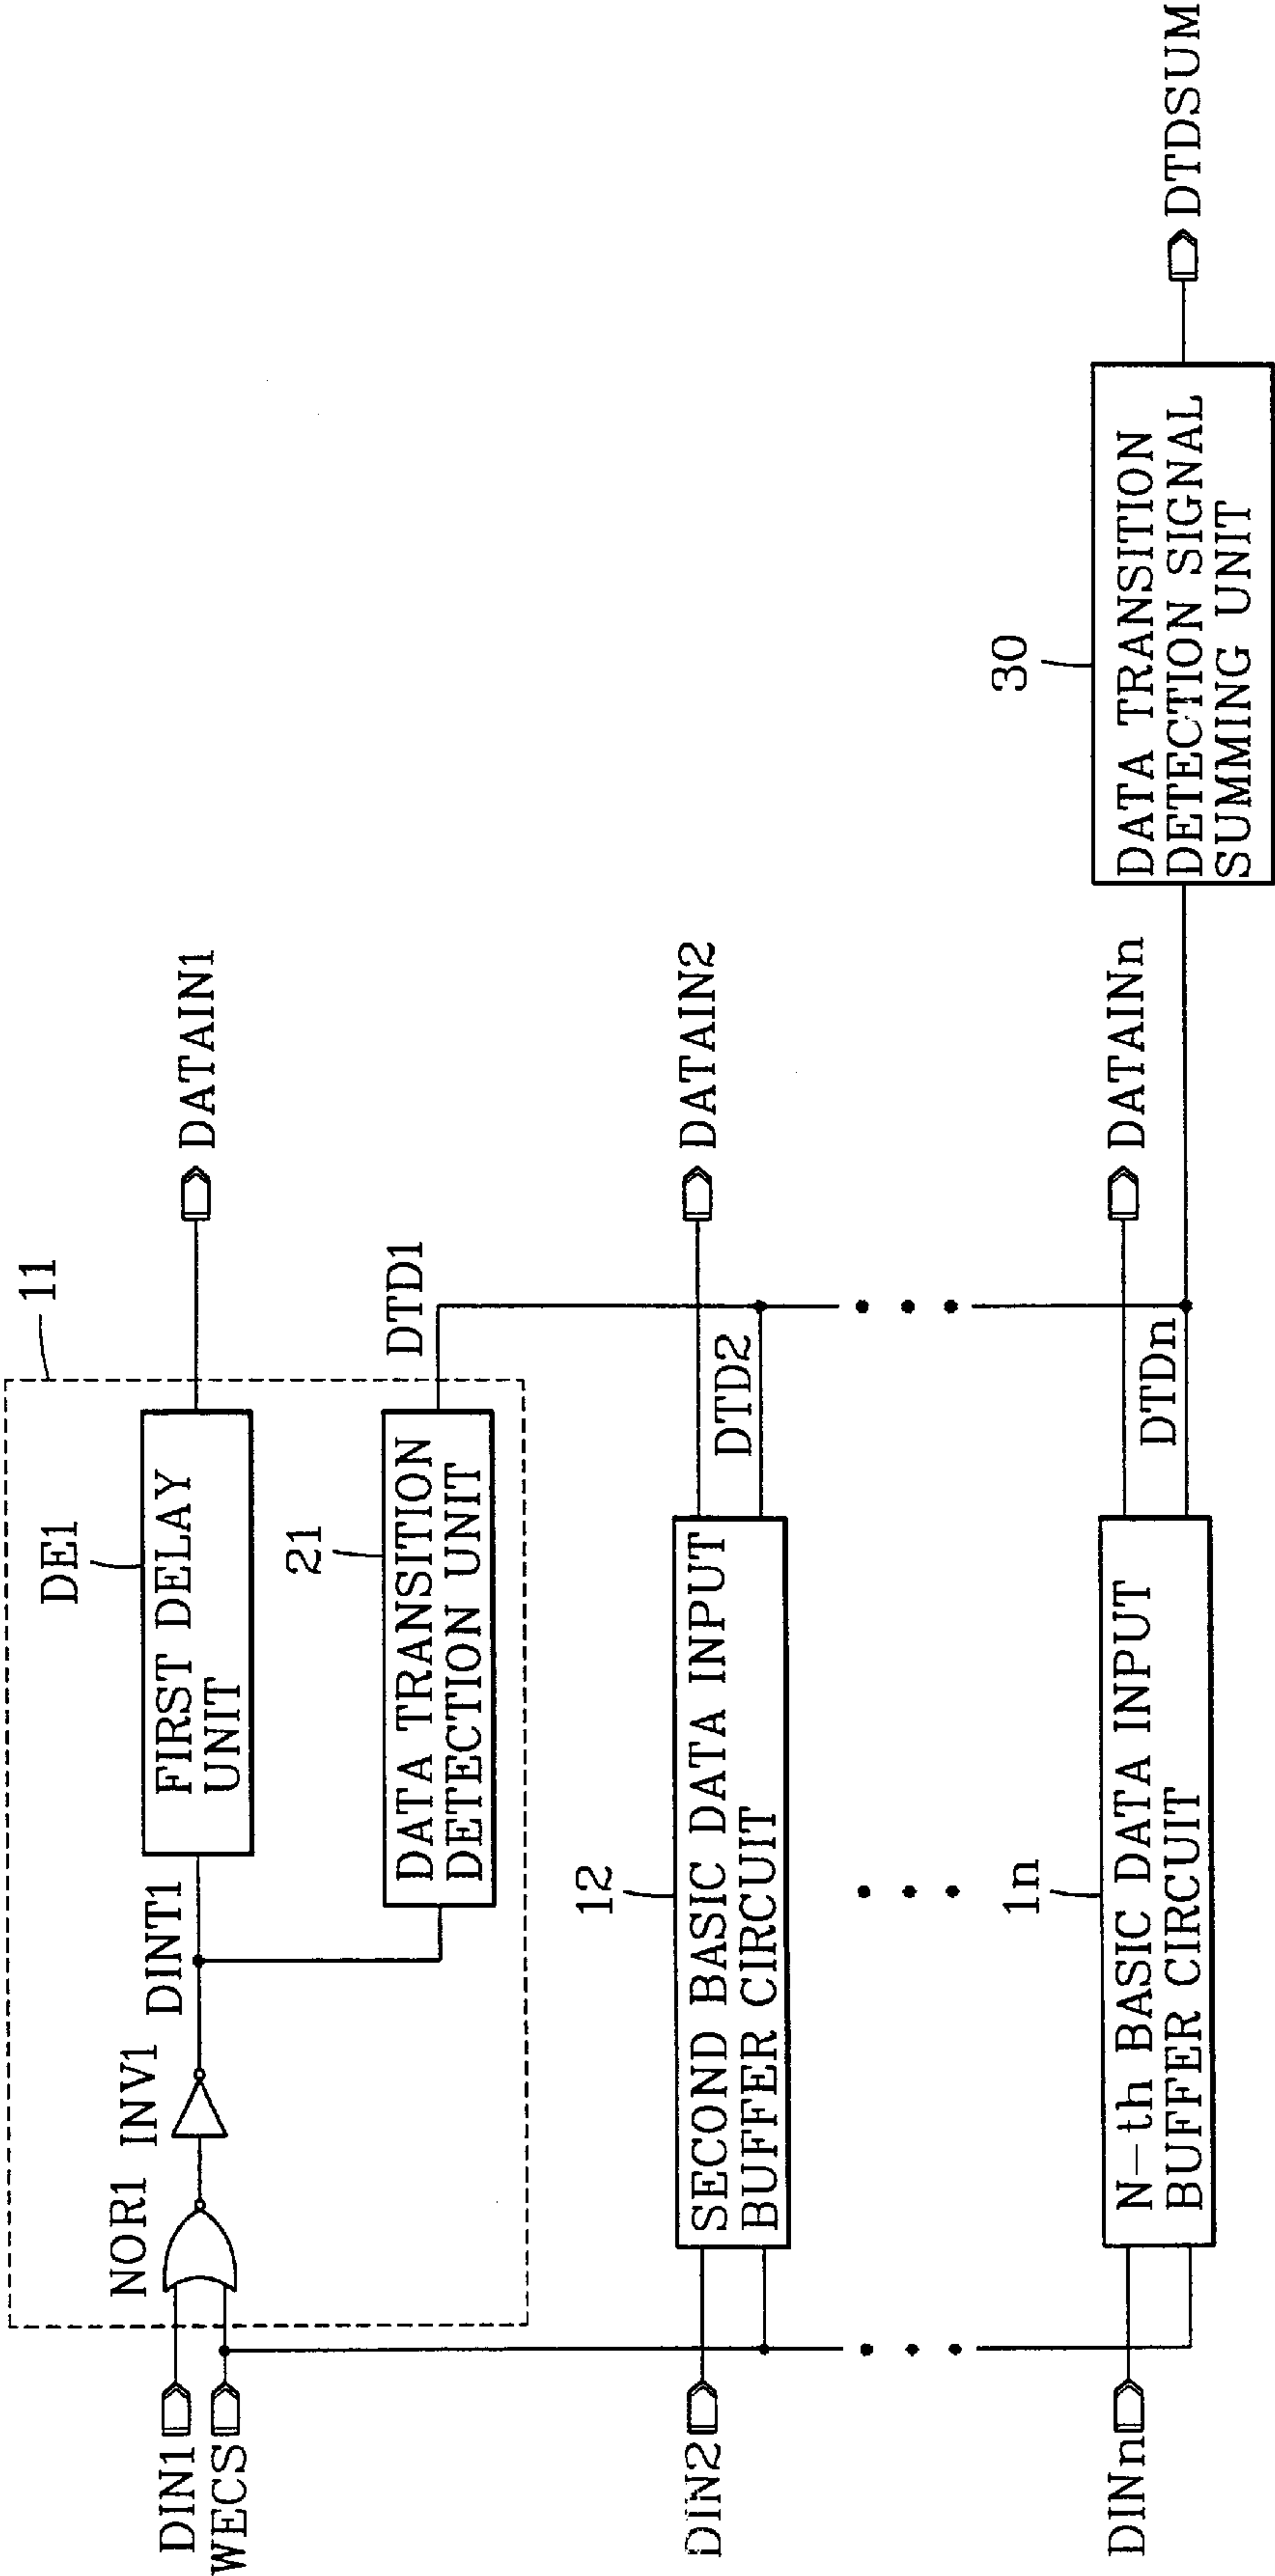 11
DE1
FIRST DELAY
UNIT
DATAIN1
NOR1
INV1
DINT1
DIN1
WECS
21
DATA TRANSITION
DETECTION UNIT
DTD1
12
SECOND BASIC DATA INPUT
BUFFER CIRCUIT
DIN2
DATAIN2
DTD2
1n
N-th BASIC DATA INPUT
BUFFER CIRCUIT
DINn
DATAINn
DTDn
30
DATA TRANSITION
DETECTION SIGNAL
SUMMING UNIT
DTDSUM